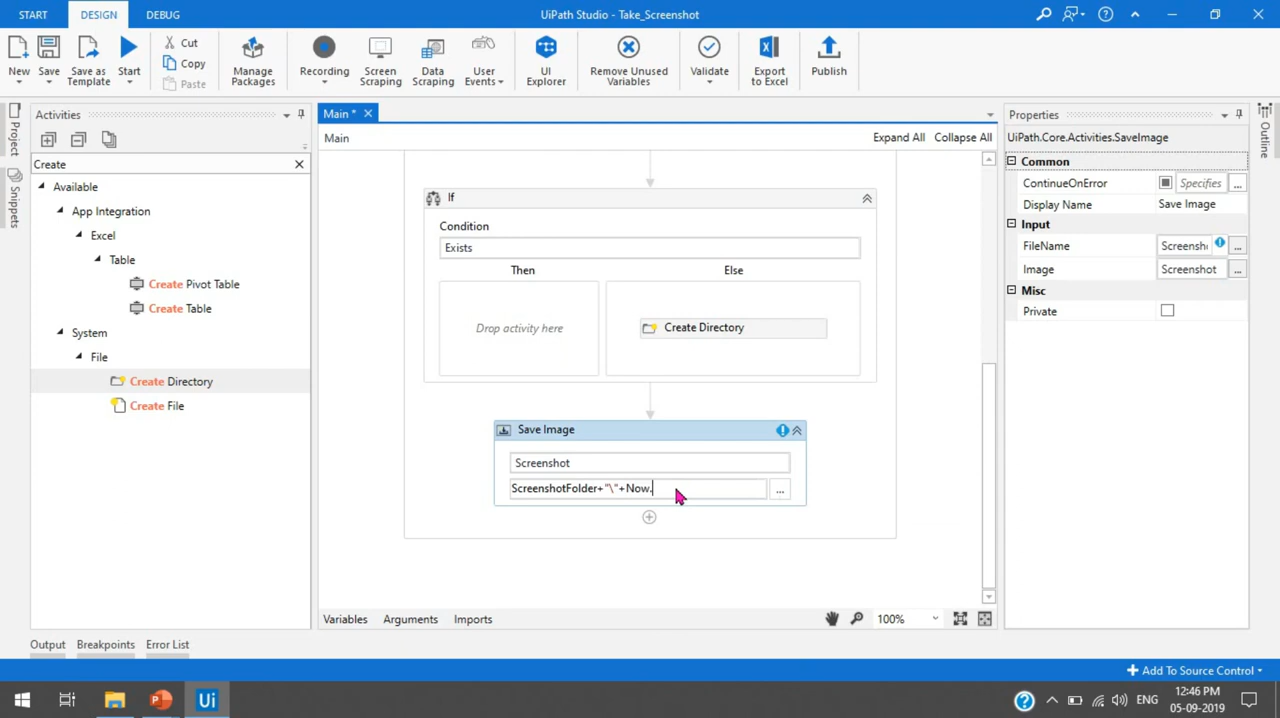 START DESIGN DEBUG UiPath Studio - Take_Screenshot
New Save Save as Template Start Cut Copy Paste Manage Packages Recording Screen Scraping Data Scraping User Events UI Explorer Remove Unused Variables Validate Export to Excel Publish
Project
Snippets
Activities
Create
Available
App Integration
Excel
Table
Create Pivot Table
Create Table
System
File
Create Directory
Create File
Main *
Main Expand All Collapse All
If
Condition
Exists
Then Else
Drop activity here Create Directory
Save Image
Screenshot
ScreenshotFolder+"\"+Now. ...
Variables Arguments Imports 100%
Properties
UiPath.Core.Activities.SaveImage
Common
ContinueOnError Specifies ...
Display Name Save Image
Input
FileName Screensh ...
Image Screenshot ...
Misc
Private
Outline
Output Breakpoints Error List
Add To Source Control
Ui ENG 12:46 PM
05-09-2019